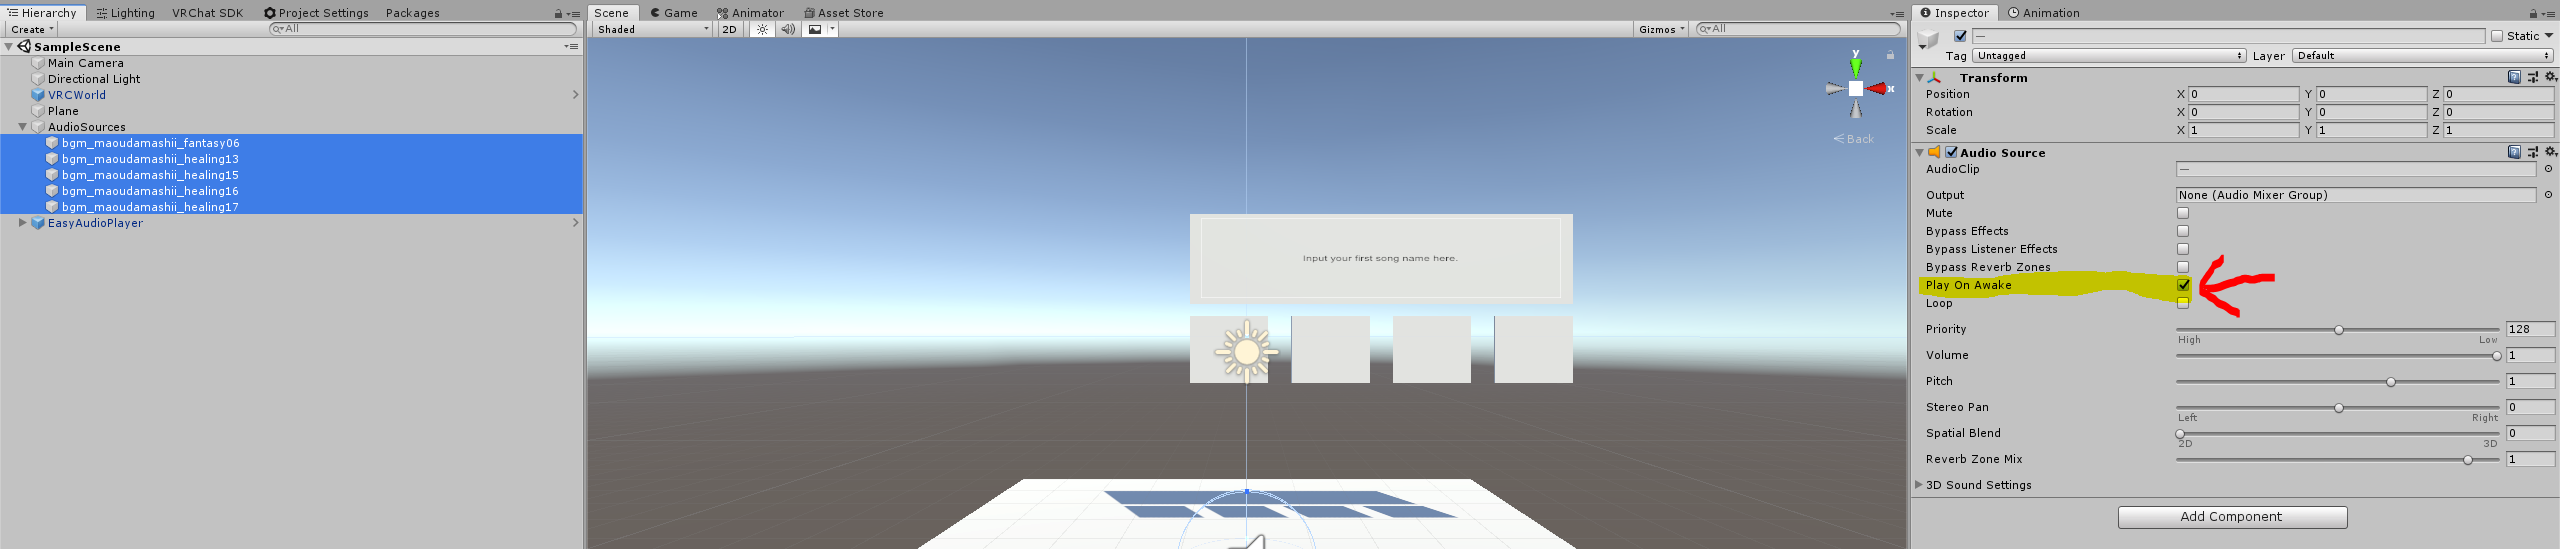 Hierarchy Lighting VRChat SDK Project Settings Packages
Create All
SampleScene
Main Camera
Directional Light
VRCWorld
Plane
AudioSources
bgm_maoudamashii_fantasy06
bgm_maoudamashii_healing13
bgm_maoudamashii_healing15
bgm_maoudamashii_healing16
bgm_maoudamashii_healing17
EasyAudioPlayer
Scene Game Animator Asset Store
Shaded 2D Gizmos All
y
x
Back
Input your first song name here.
Inspector Animation
— Static
Tag Untagged Layer Default
Transform
Position X 0 Y 0 Z 0
Rotation X 0 Y 0 Z 0
Scale X 1 Y 1 Z 1
Audio Source
AudioClip —
Output None (Audio Mixer Group)
Mute
Bypass Effects
Bypass Listener Effects
Bypass Reverb Zones
Play On Awake
Loop
Priority 128
High Low
Volume 1
Pitch 1
Stereo Pan 0
Left Right
Spatial Blend 0
2D 3D
Reverb Zone Mix 1
3D Sound Settings
Add Component